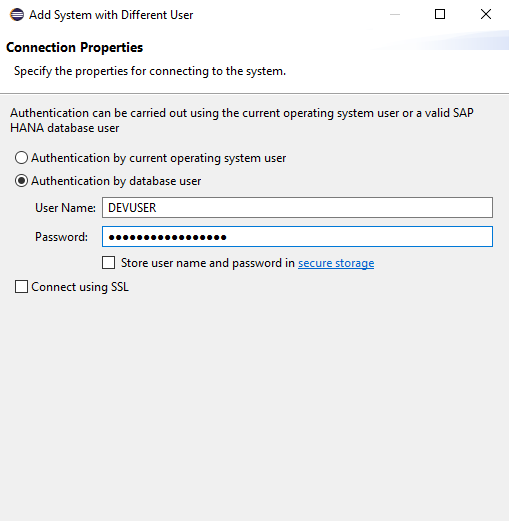 Add System with Different User
Connection Properties
Specify the properties for connecting to the system.
Authentication can be carried out using the current operating system user or a valid SAP
HANA database user
Authentication by current operating system user
Authentication by database user
User Name: DEVUSER
Password: ●●●●●●●●●●●●●●●●●
Store user name and password in secure storage
Connect using SSL